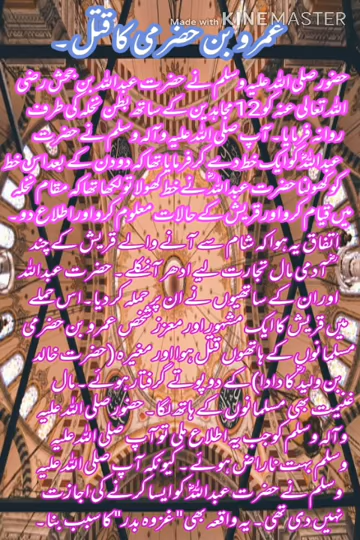 Made with KINEMASTER
عمرو بن حضرمی کا قتل۔
حضور صلی اللہ علیہ وسلم نے حضرت عبداللہ بن جحش رضی
اللہ تعالیٰ عنہ کو 12 مجاہدین کے ساتھ بطن نخلہ کی طرف
روانہ فرمایا۔ آپ صلی اللہ علیہ و آلہ وسلم نے حضرت
عبداللہ کو ایک خط دے کر فرمایا تھا کہ دو دن کے بعد اس خط
کو کھولنا حضرت عبداللہؓ نے خط کھولا تو لکھا تھا کہ مقام نخلہ
میں قیام کرو اور قریش کے حالات معلوم کرو اور اطلاع دو۔
اتفاق یہ ہوا کہ شام سے آنے والے قریش کے چند
آدمی مال تجارت لیے ادھر آنکلے۔ حضرت عبداللہؓ
اور ان کے ساتھیوں نے ان پر حملہ کر دیا۔ اس حملے
میں قریش کا ایک مشہور اور معزز شخص عمرو بن حضرمی
مسلمانوں کے ہاتھوں قتل ہوا اور مغیرہ (حضرت خالد
بن ولیدؓ کا دادا) کے دو پوتے گرفتار ہوئے۔ مال
غنیمت بھی مسلمانوں کے ہاتھ لگا۔ حضور صلی اللہ علیہ
وآلہ وسلم کو جب یہ اطلاع ملی تو آپ صلی اللہ علیہ
وسلم بہت ناراض ہوئے۔ کیونکہ آپ صلی اللہ علیہ
وسلم نے حضرت عبداللہؓ کو ایسا کرنے کی اجازت
نہیں دی تھی۔ یہ واقعہ بھی "غزوہ بدر" کا سبب بنا۔